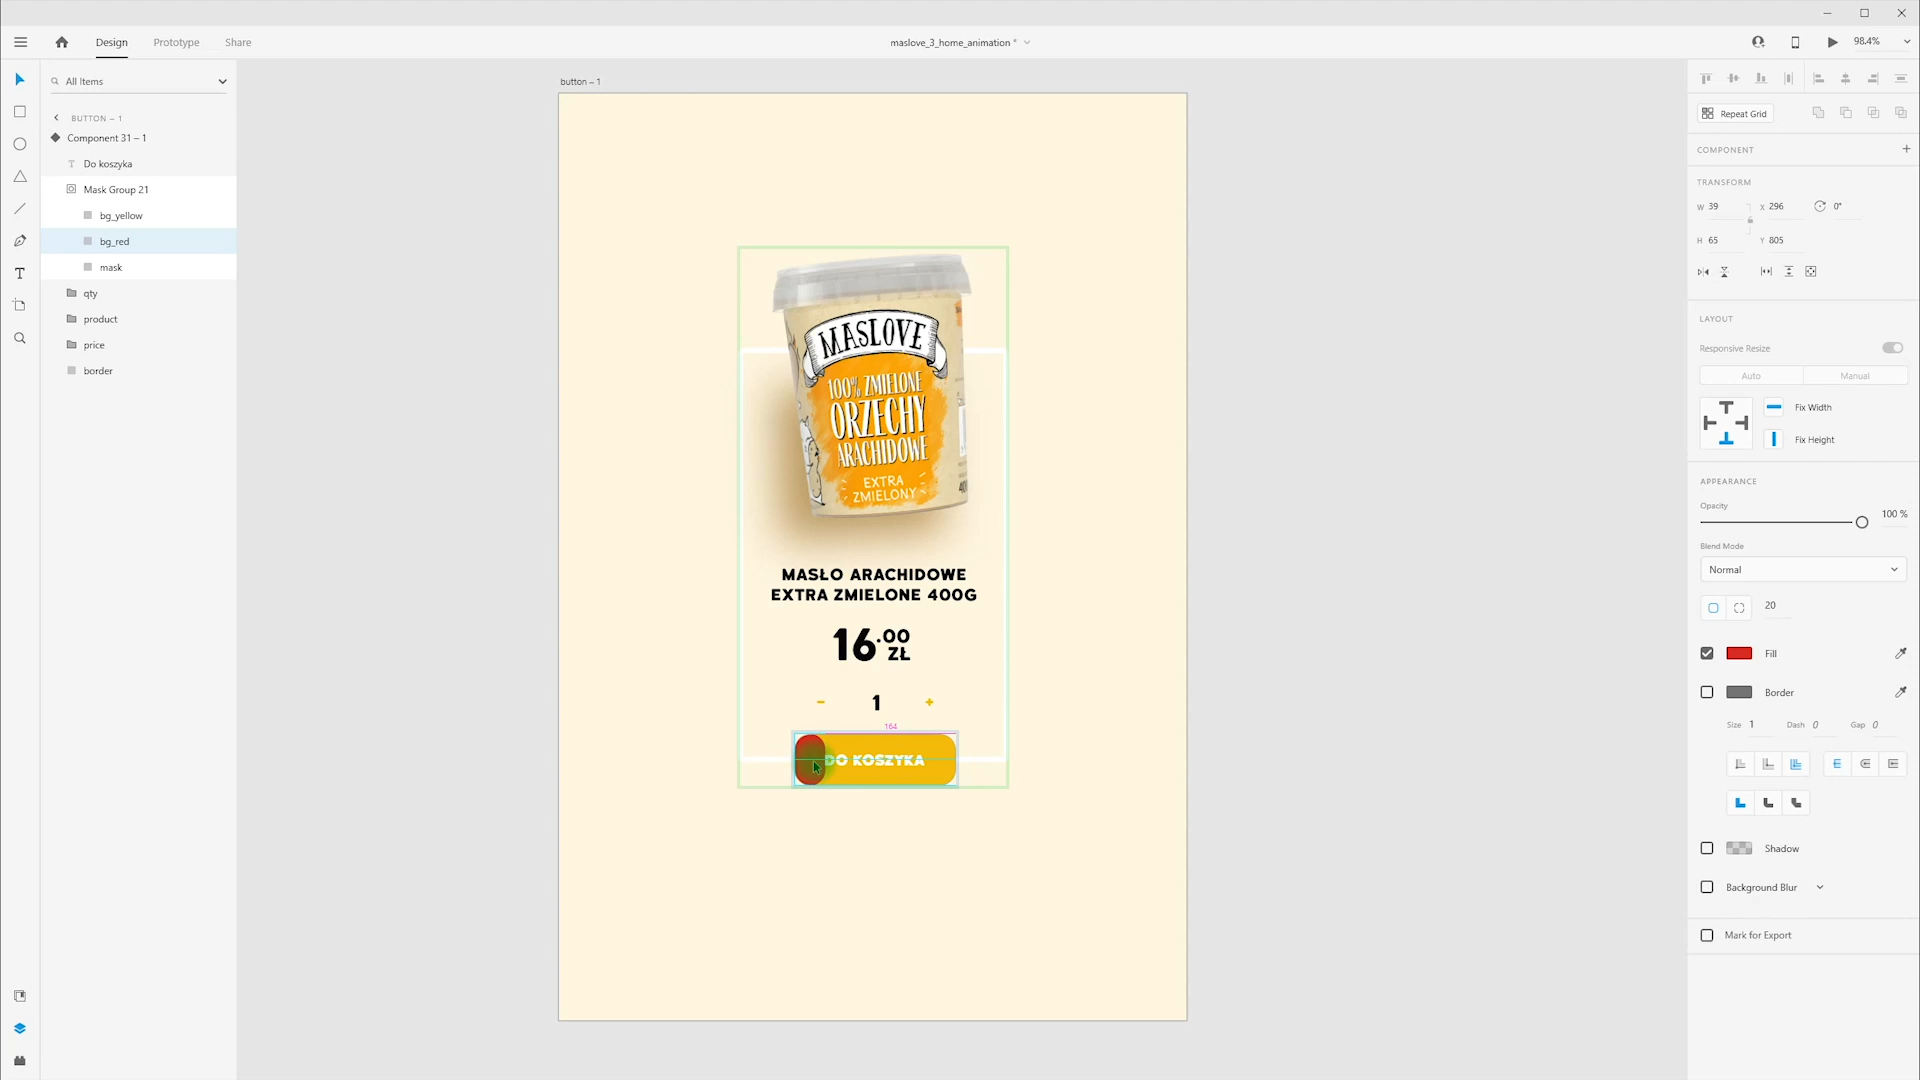 Design
Prototype
Share
maslove_3_home_animation *
98.4%
All Items
BUTTON – 1
Component 31 – 1
Do koszyka
Mask Group 21
bg_yellow
bg_red
mask
qty
product
price
border
button – 1
MASLOVE
100% ZMIELONE
ORZECHY
ARACHIDOWE
EXTRA
ZMIELONY
MASŁO ARACHIDOWE
EXTRA ZMIELONE 400G
16.00
ZŁ
– 1 +
164
DO KOSZYKA
Repeat Grid
COMPONENT
TRANSFORM
W 39 X 296 0°
H 65 Y 805
LAYOUT
Responsive Resize
Auto Manual
Fix Width
Fix Height
APPEARANCE
Opacity
100 %
Blend Mode
Normal
20
Fill
Border
Size 1 Dash 0 Gap 0
Shadow
Background Blur
Mark for Export